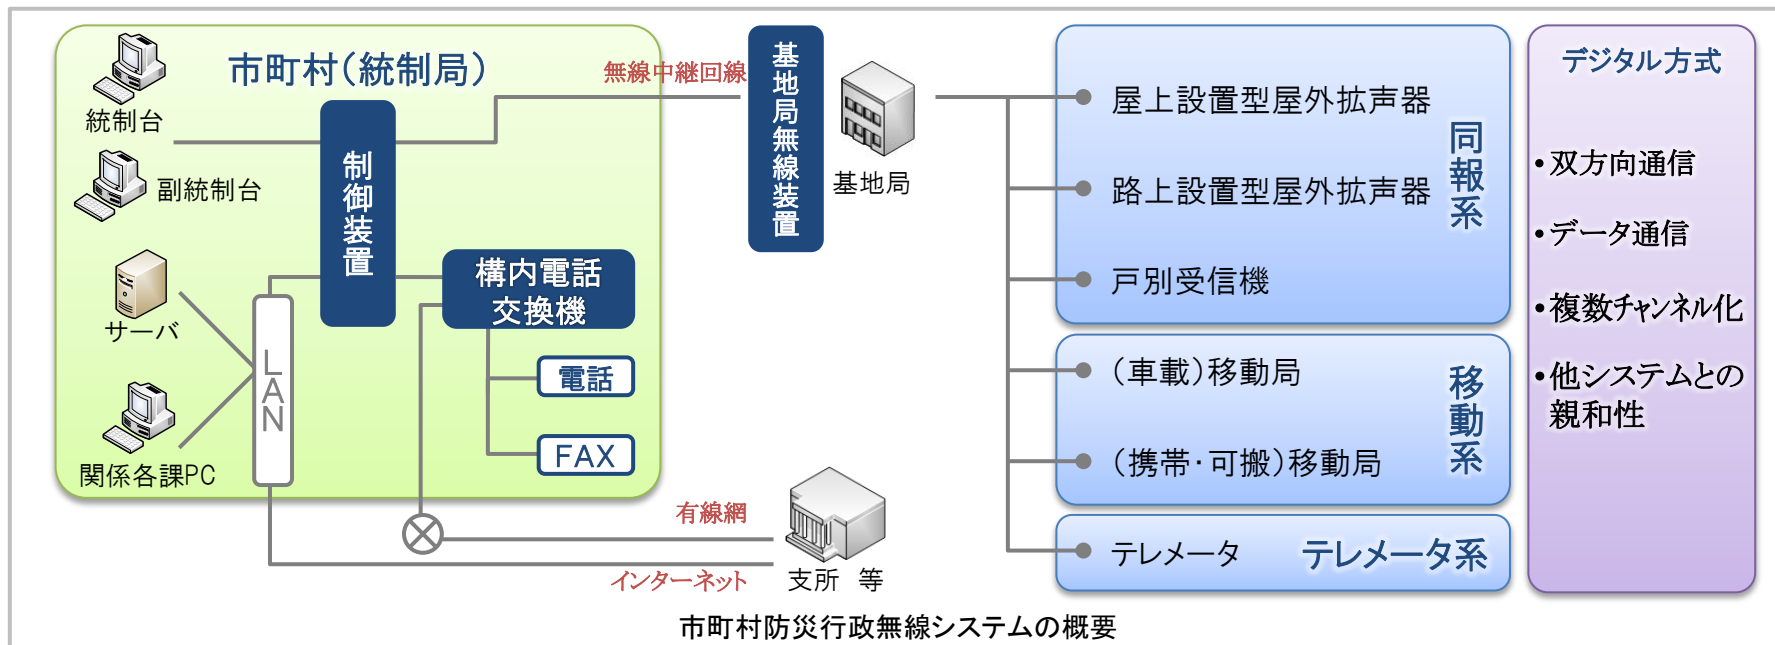 市町村（統制局）
統制台
副統制台
サーバ
関係各課PC
制御装置
LAN
構内電話
交換機
電話
FAX
無線中継回線
基地局無線装置
基地局
有線網
インターネット
支所　等
屋上設置型屋外拡声器
路上設置型屋外拡声器
戸別受信機
同報系
（車載）移動局
（携帯・可搬）移動局
移動系
テレメータ
テレメータ系
デジタル方式
•双方向通信
•データ通信
•複数チャンネル化
•他システムとの
親和性
市町村防災行政無線システムの概要